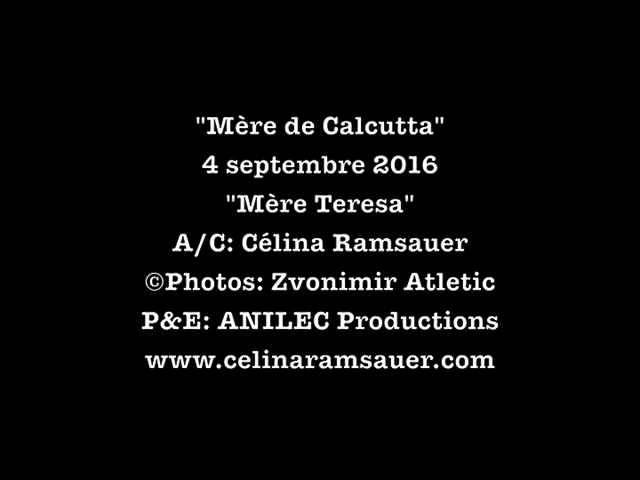 "Mère de Calcutta"
4 septembre 2016
"Mère Teresa"
A/C: Célina Ramsauer
©Photos: Zvonimir Atletic
P&E: ANILEC Productions
www.celinaramsauer.com